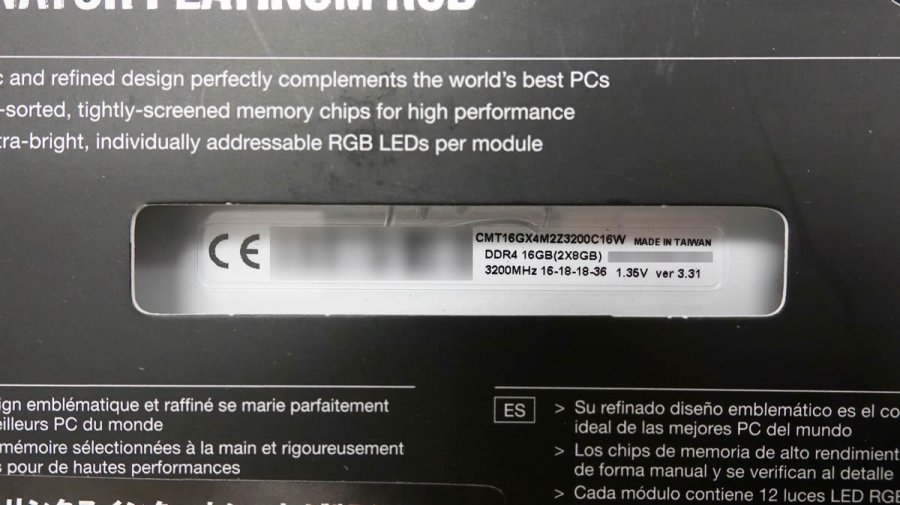 PLATINUM RGB
c and refined design perfectly complements the world's best PCs
-sorted, tightly-screened memory chips for high performance
tra-bright, individually addressable RGB LEDs per module
CE
CMT16GX4M2Z3200C16W MADE IN TAIWAN
DDR4 16GB(2X8GB)
3200MHz 16-18-18-36 1.35V ver 3.31
ign emblématique et raffiné se marie parfaitement
eilleurs PC du monde
mémoire sélectionnées à la main et rigoureusement
s pour de hautes performances
ES
> Su refinado diseño emblemático es el co
ideal de las mejores PC del mundo
> Los chips de memoria de alto rendimient
de forma manual y se verifican al detalle
> Cada módulo contiene 12 luces LED RGB